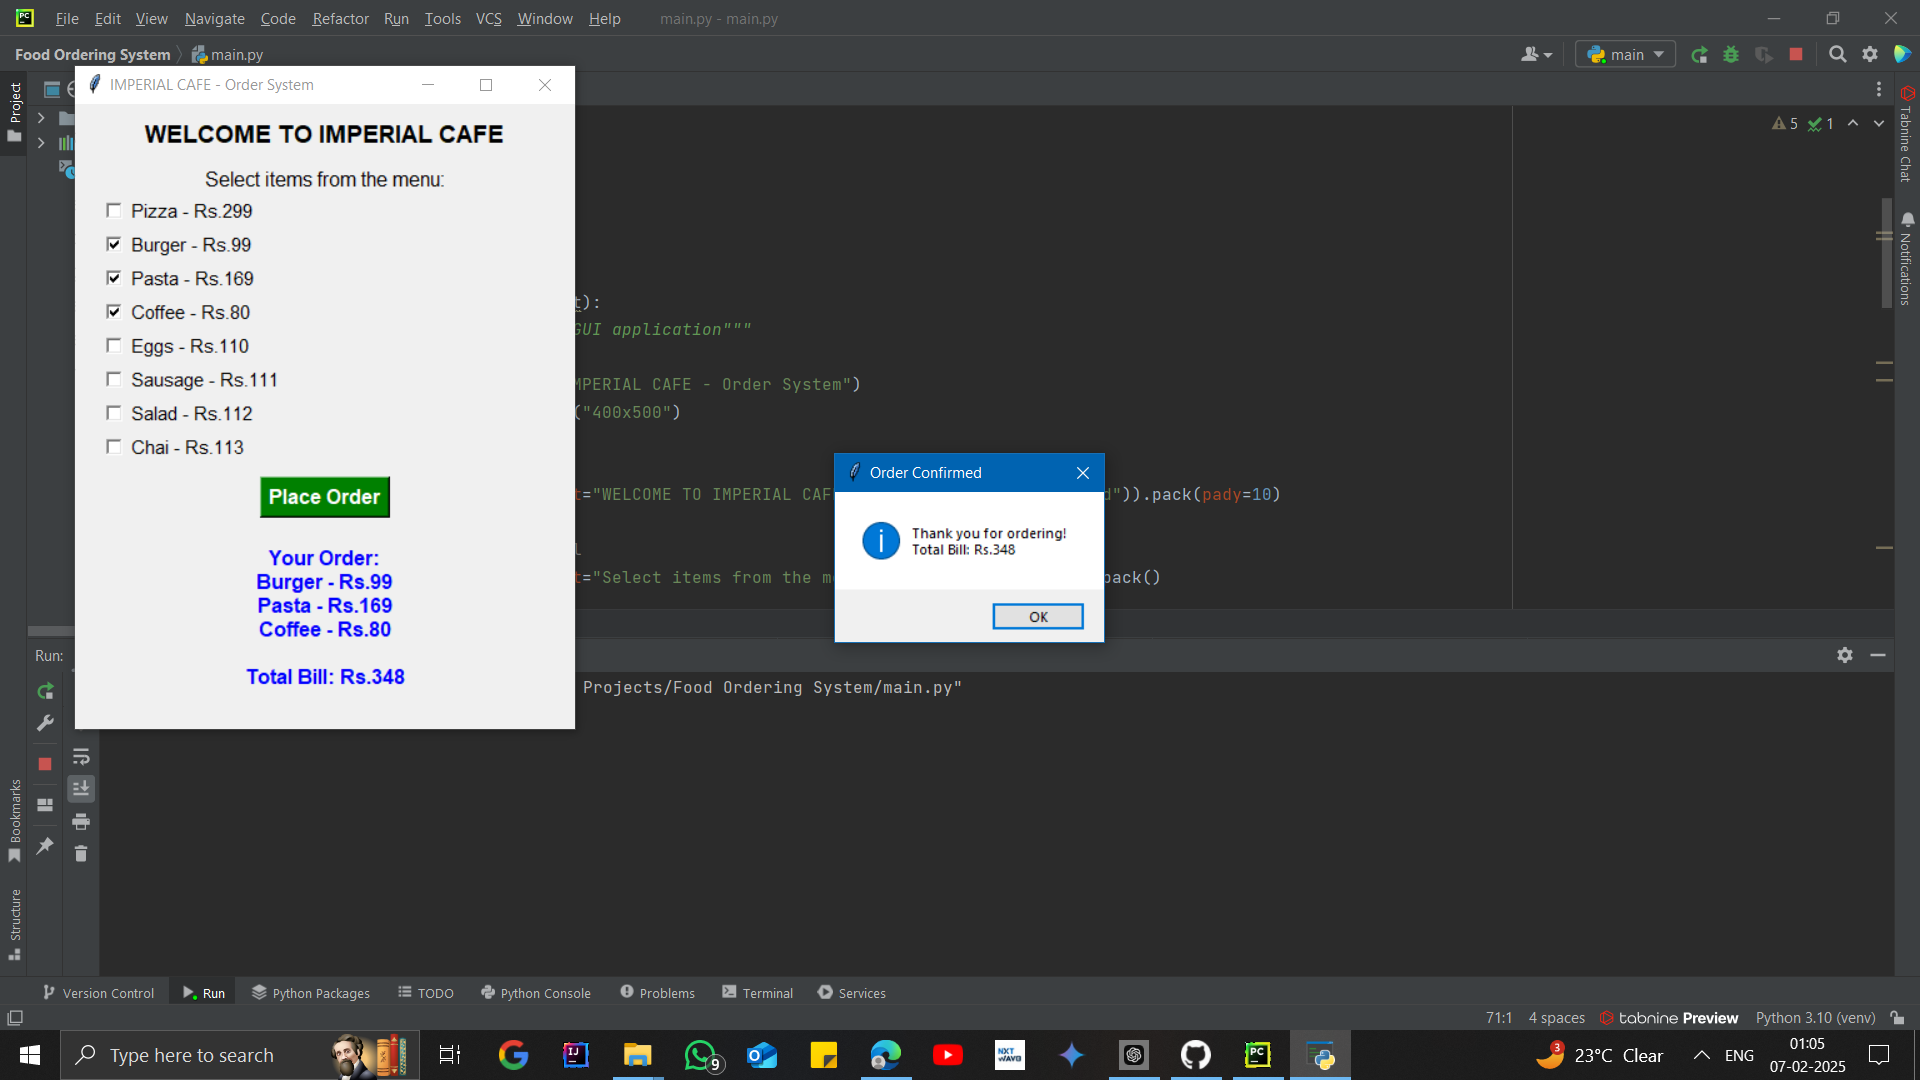 File Edit View Navigate Code Refactor Run Tools VCS Window Help main.py - main.py
Food Ordering System main.py main
Project
IMPERIAL CAFE - Order System
WELCOME TO IMPERIAL CAFE
Select items from the menu:
Pizza - Rs.299
Burger - Rs.99
Pasta - Rs.169
Coffee - Rs.80
Eggs - Rs.110
Sausage - Rs.111
Salad - Rs.112
Chai - Rs.113
Place Order
Your Order:
Burger - Rs.99
Pasta - Rs.169
Coffee - Rs.80
Total Bill: Rs.348
5 1
t):
GUI application"""
MPERIAL CAFE - Order System")
("400x500")
t="WELCOME TO IMPERIAL CAF d")).pack(pady=10)
l
t="Select items from the m pack()
Order Confirmed
Thank you for ordering!
Total Bill: Rs.348
OK
Tabnine Chat
Notifications
Run:
Projects/Food Ordering System/main.py"
Bookmarks
Structure
Version Control Run Python Packages TODO Python Console Problems Terminal Services
71:1 4 spaces tabnine Preview Python 3.10 (venv)
Type here to search
9
3
23°C Clear ENG
01:05
07-02-2025